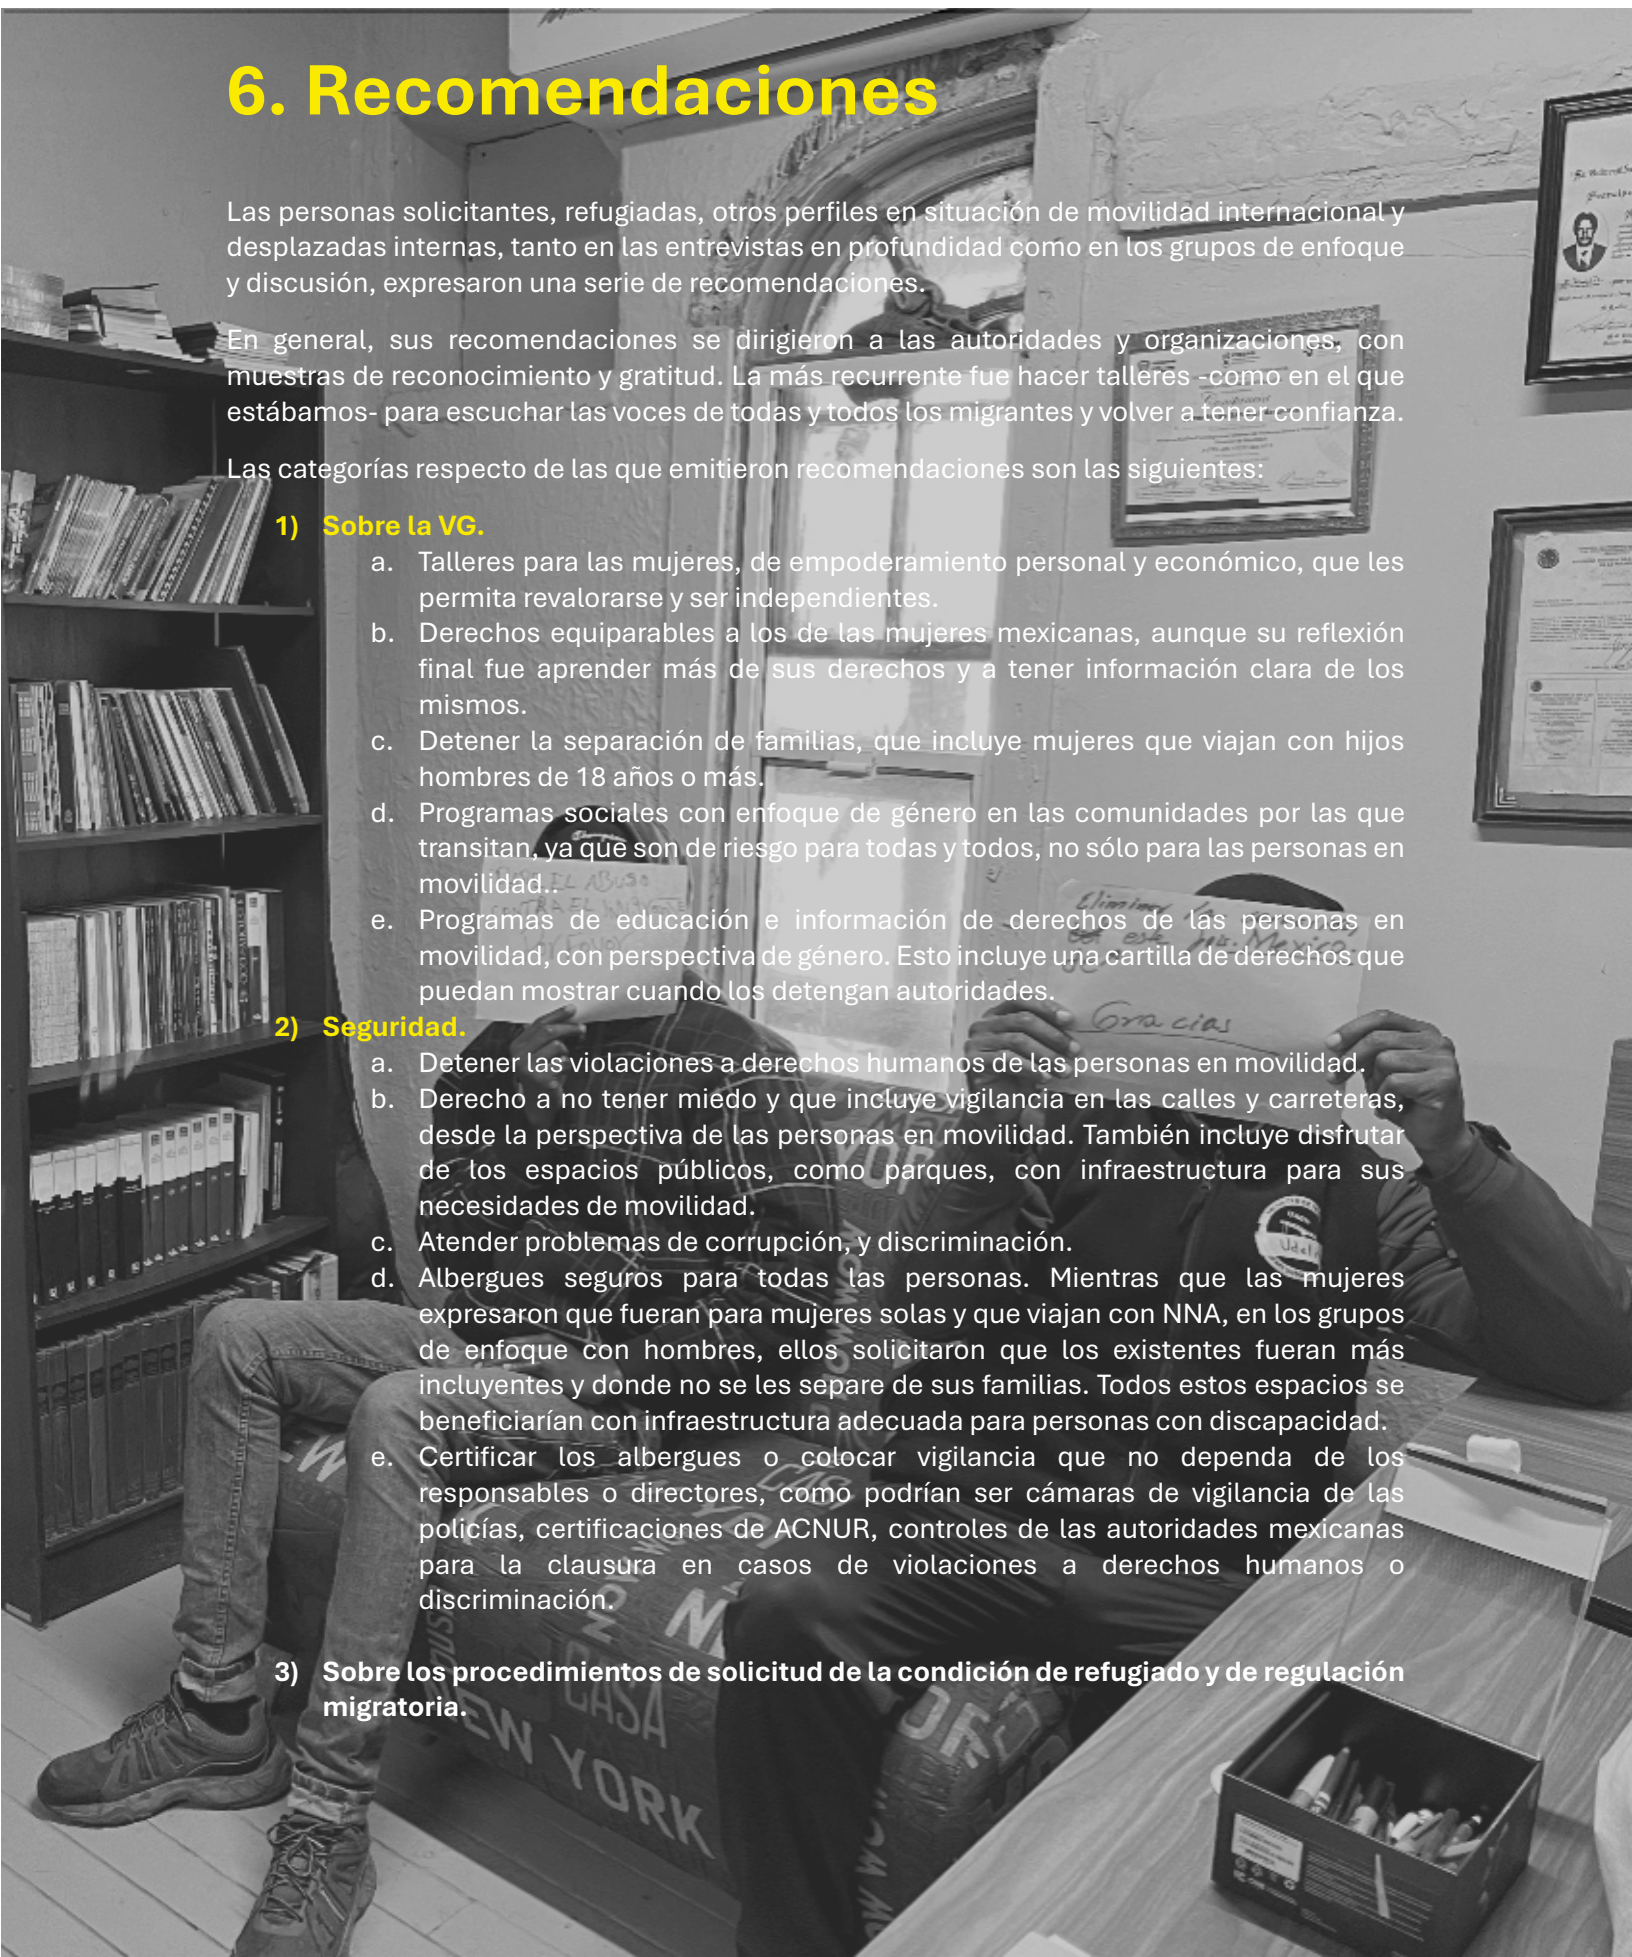 6. Recomendaciones
Las personas solicitantes, refugiadas, otros perfiles en situación de movilidad internacional y
desplazadas internas, tanto en las entrevistas en profundidad como en los grupos de enfoque
y discusión, expresaron una serie de recomendaciones.
En general, sus recomendaciones se dirigieron a las autoridades y organizaciones, con
muestras de reconocimiento y gratitud. La más recurrente fue hacer talleres -como en el que
estábamos- para escuchar las voces de todas y todos los migrantes y volver a tener confianza.
Las categorías respecto de las que emitieron recomendaciones son las siguientes:
1) Sobre la VG.
a. Talleres para las mujeres, de empoderamiento personal y económico, que les
permita revalorarse y ser independientes.
b. Derechos equiparables a los de las mujeres mexicanas, aunque su reflexión
final fue aprender más de sus derechos y a tener información clara de los
mismos.
c. Detener la separación de familias, que incluye mujeres que viajan con hijos
hombres de 18 años o más.
d. Programas sociales con enfoque de género en las comunidades por las que
transitan, ya que son de riesgo para todas y todos, no sólo para las personas en
movilidad..
e. Programas de educación e información de derechos de las personas en
movilidad, con perspectiva de género. Esto incluye una cartilla de derechos que
puedan mostrar cuando los detengan autoridades.
2) Seguridad.
a. Detener las violaciones a derechos humanos de las personas en movilidad.
b. Derecho a no tener miedo y que incluye vigilancia en las calles y carreteras,
desde la perspectiva de las personas en movilidad. También incluye disfrutar
de los espacios públicos, como parques, con infraestructura para sus
necesidades de movilidad.
c. Atender problemas de corrupción, y discriminación.
d. Albergues seguros para todas las personas. Mientras que las mujeres
expresaron que fueran para mujeres solas y que viajan con NNA, en los grupos
de enfoque con hombres, ellos solicitaron que los existentes fueran más
incluyentes y donde no se les separe de sus familias. Todos estos espacios se
beneficiarían con infraestructura adecuada para personas con discapacidad.
e. Certificar los albergues o colocar vigilancia que no dependa de los
responsables o directores, como podrían ser cámaras de vigilancia de las
policías, certificaciones de ACNUR, controles de las autoridades mexicanas
para la clausura en casos de violaciones a derechos humanos o
discriminación.
3) Sobre los procedimientos de solicitud de la condición de refugiado y de regulación
migratoria.
EL ABUSO
CONTRA EL
Eliminar
Mexico
Gracias
CASA
NEW YORK